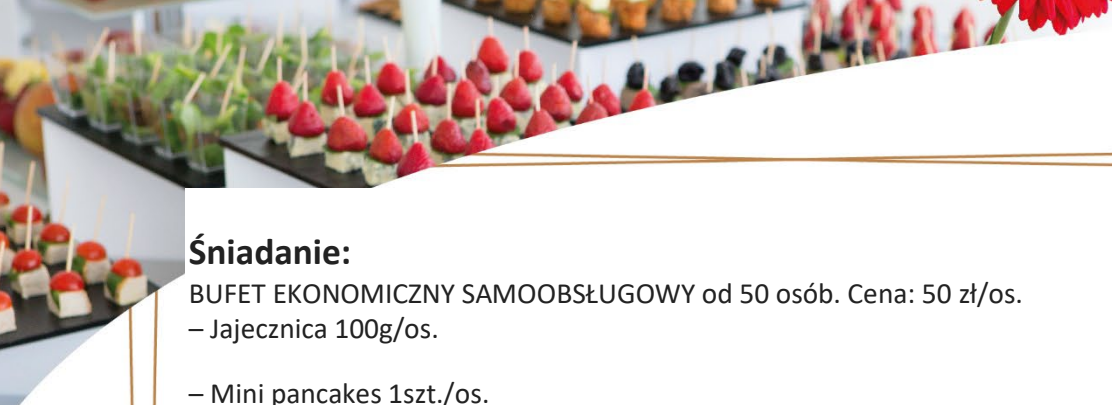 Śniadanie:
BUFET EKONOMICZNY SAMOOBSŁUGOWY od 50 osób. Cena: 50 zł/os.
– Jajecznica 100g/os.
– Mini pancakes 1szt./os.